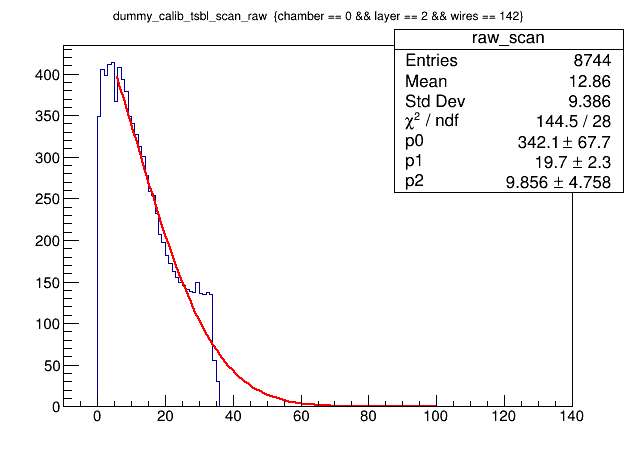 dummy_calib_tsbl_scan_raw {chamber == 0 && layer == 2 && wires == 142}
raw_scan
Entries 8744
Mean 12.86
Std Dev 9.386
χ² / ndf 144.5 / 28
p0 342.1 ± 67.7
p1 19.7 ± 2.3
p2 9.856 ± 4.758
400
350
300
250
200
150
100
50
0
0 20 40 60 80 100 120 140